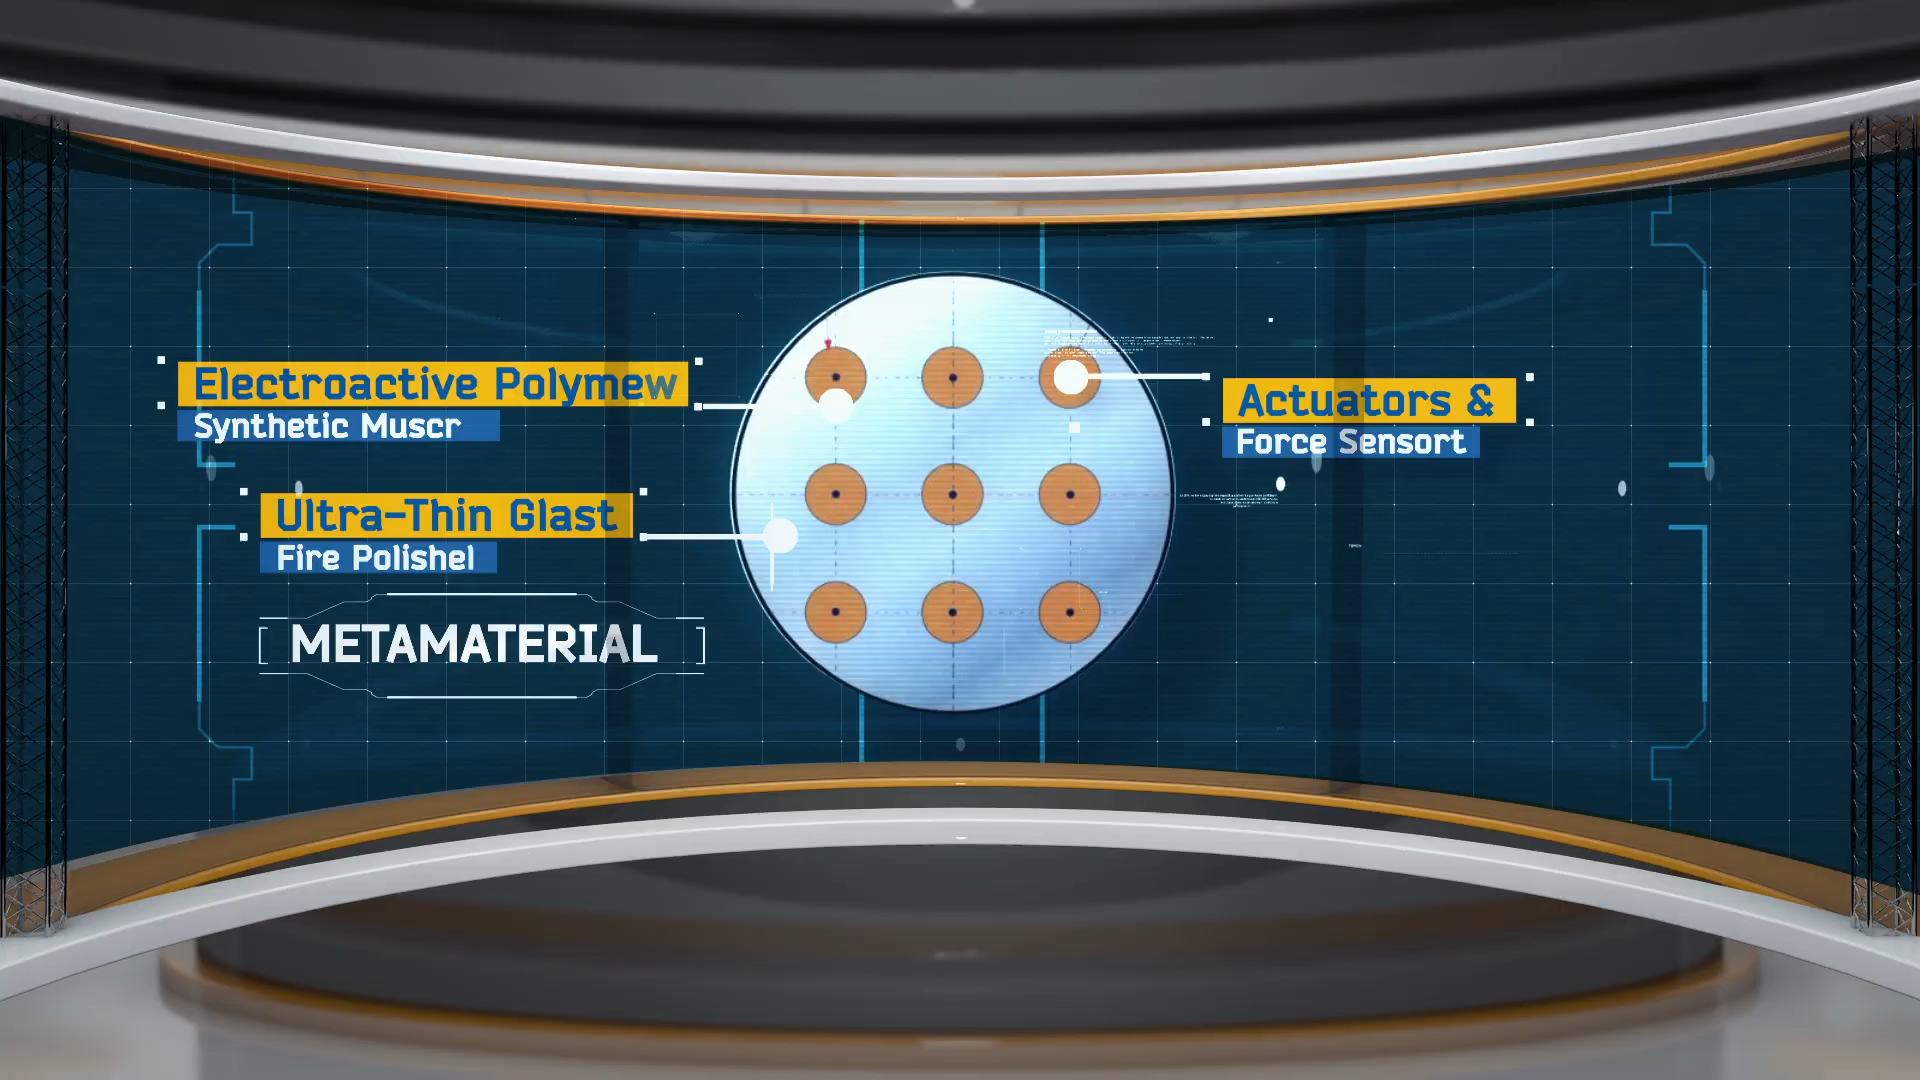 Electroactive Polymew
Synthetic Muscr
Actuators &
Force Sensort
Ultra-Thin Glast
Fire Polishel
METAMATERIAL